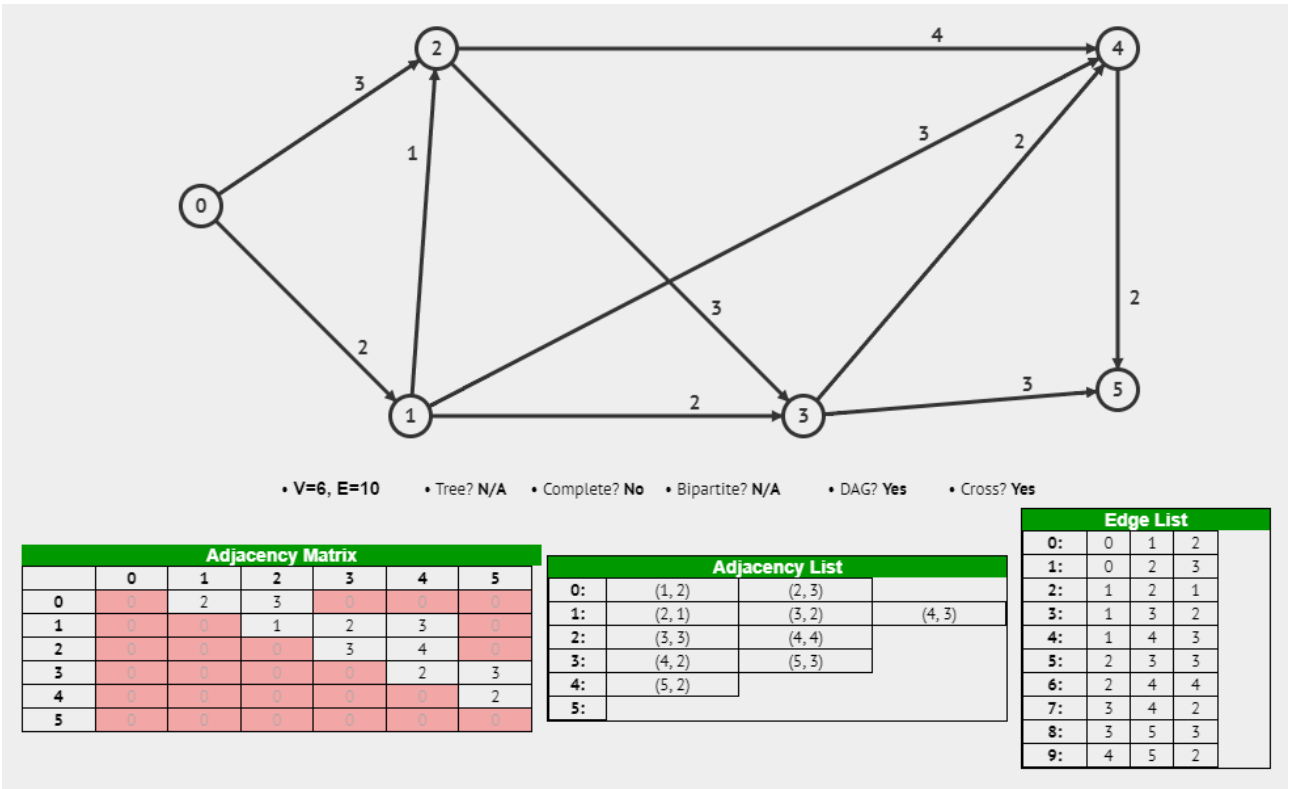 2 4 4
3
1
3 2
0
3 2
2
5
3
2
1 3
• V=6, E=10 • Tree? N/A • Complete? No • Bipartite? N/A • DAG? Yes • Cross? Yes
Adjacency Matrix
0 1 2 3 4 5
0 0 2 3 0 0 0
1 0 0 1 2 3 0
2 0 0 0 3 4 0
3 0 0 0 0 2 3
4 0 0 0 0 0 2
5 0 0 0 0 0 0
Adjacency List
0: (1, 2) (2, 3)
1: (2, 1) (3, 2) (4, 3)
2: (3, 3) (4, 4)
3: (4, 2) (5, 3)
4: (5, 2)
5:
Edge List
0: 0 1 2
1: 0 2 3
2: 1 2 1
3: 1 3 2
4: 1 4 3
5: 2 3 3
6: 2 4 4
7: 3 4 2
8: 3 5 3
9: 4 5 2